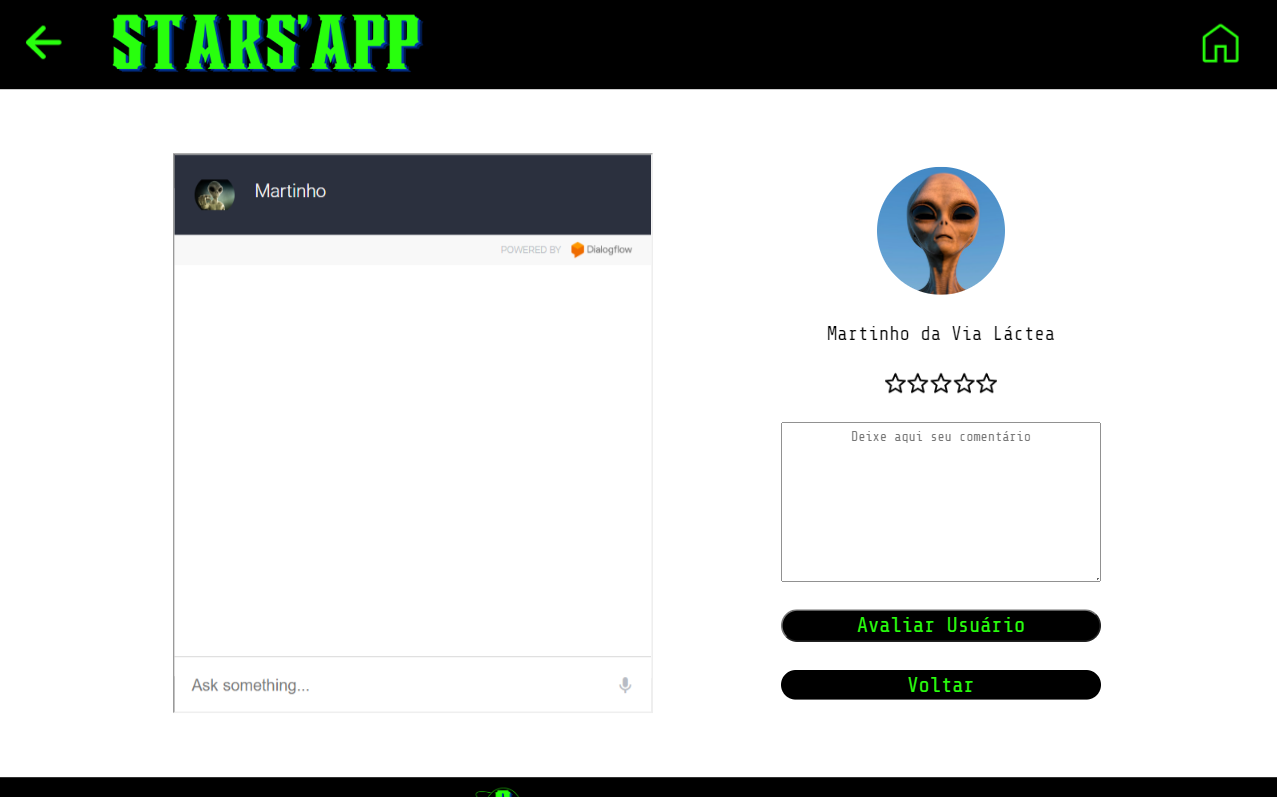 STARS'APP
Martinho
POWERED BY Dialogflow
Ask something...
Martinho da Via Láctea
Deixe aqui seu comentário
Avaliar Usuário
Voltar